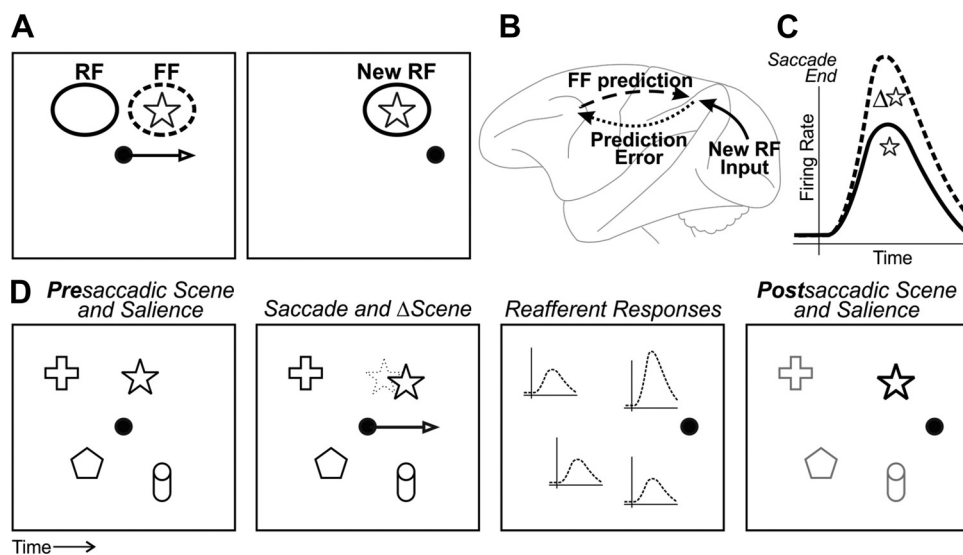 A
RF
FF
New RF
B
FF prediction
Prediction
Error
New RF
Input
C
Saccade
End
Δ
Firing Rate
Time
D
Presaccadic Scene
and Salience
Saccade and ΔScene
Reafferent Responses
Postsaccadic Scene
and Salience
Time